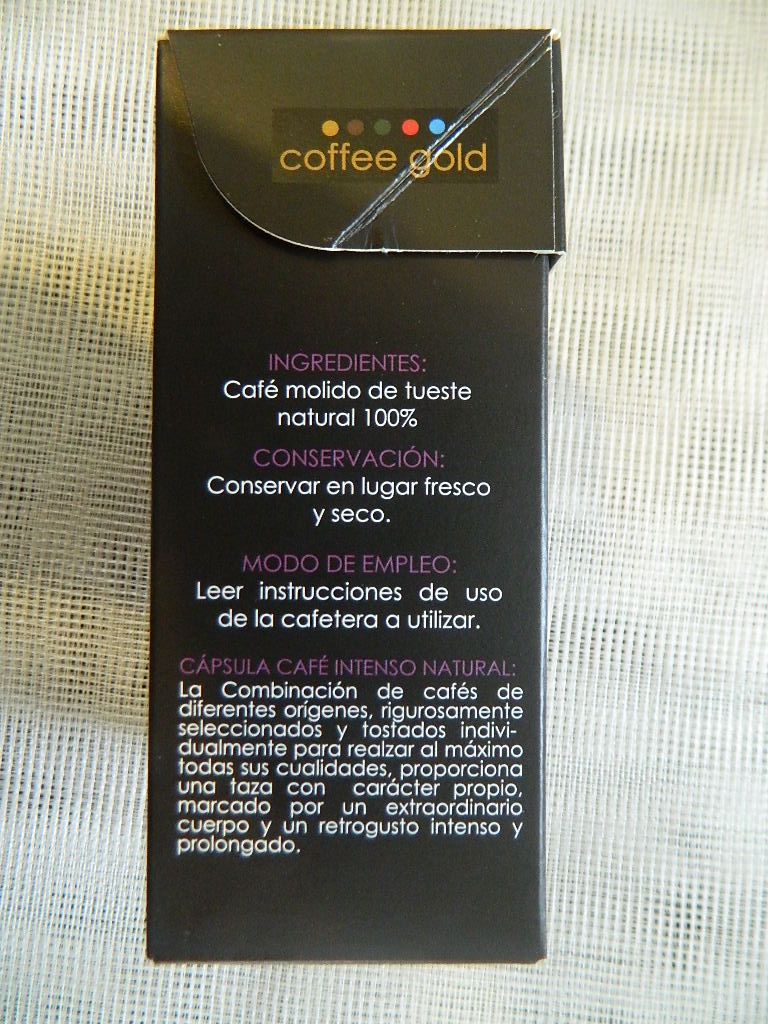 coffee gold
INGREDIENTES:
Café molido de tueste
natural 100%
CONSERVACIÓN:
Conservar en lugar fresco
y seco.
MODO DE EMPLEO:
Leer instrucciones de uso
de la cafetera a utilizar.
CÁPSULA CAFÉ INTENSO NATURAL:
La Combinación de cafés de
diferentes orígenes, rigurosamente
seleccionados y tostados indivi-
dualmente para realzar al máximo
todas sus cualidades, proporciona
una taza con carácter propio,
marcado por un extraordinario
cuerpo y un retrogusto intenso y
prolongado.